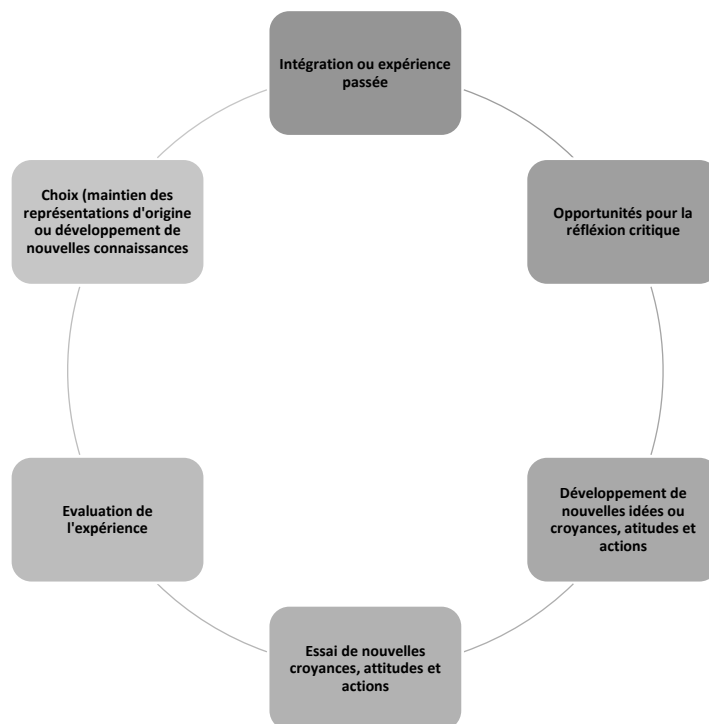 Intégration ou expérience
passée
Opportunités pour la
réfléxion critique
Développement de
nouvelles idées ou
croyances, atitudes et
actions
Essai de nouvelles
croyances, attitudes et
actions
Evaluation de
l'expérience
Choix (maintien des
représentations d'origine
ou développement de
nouvelles connaissances